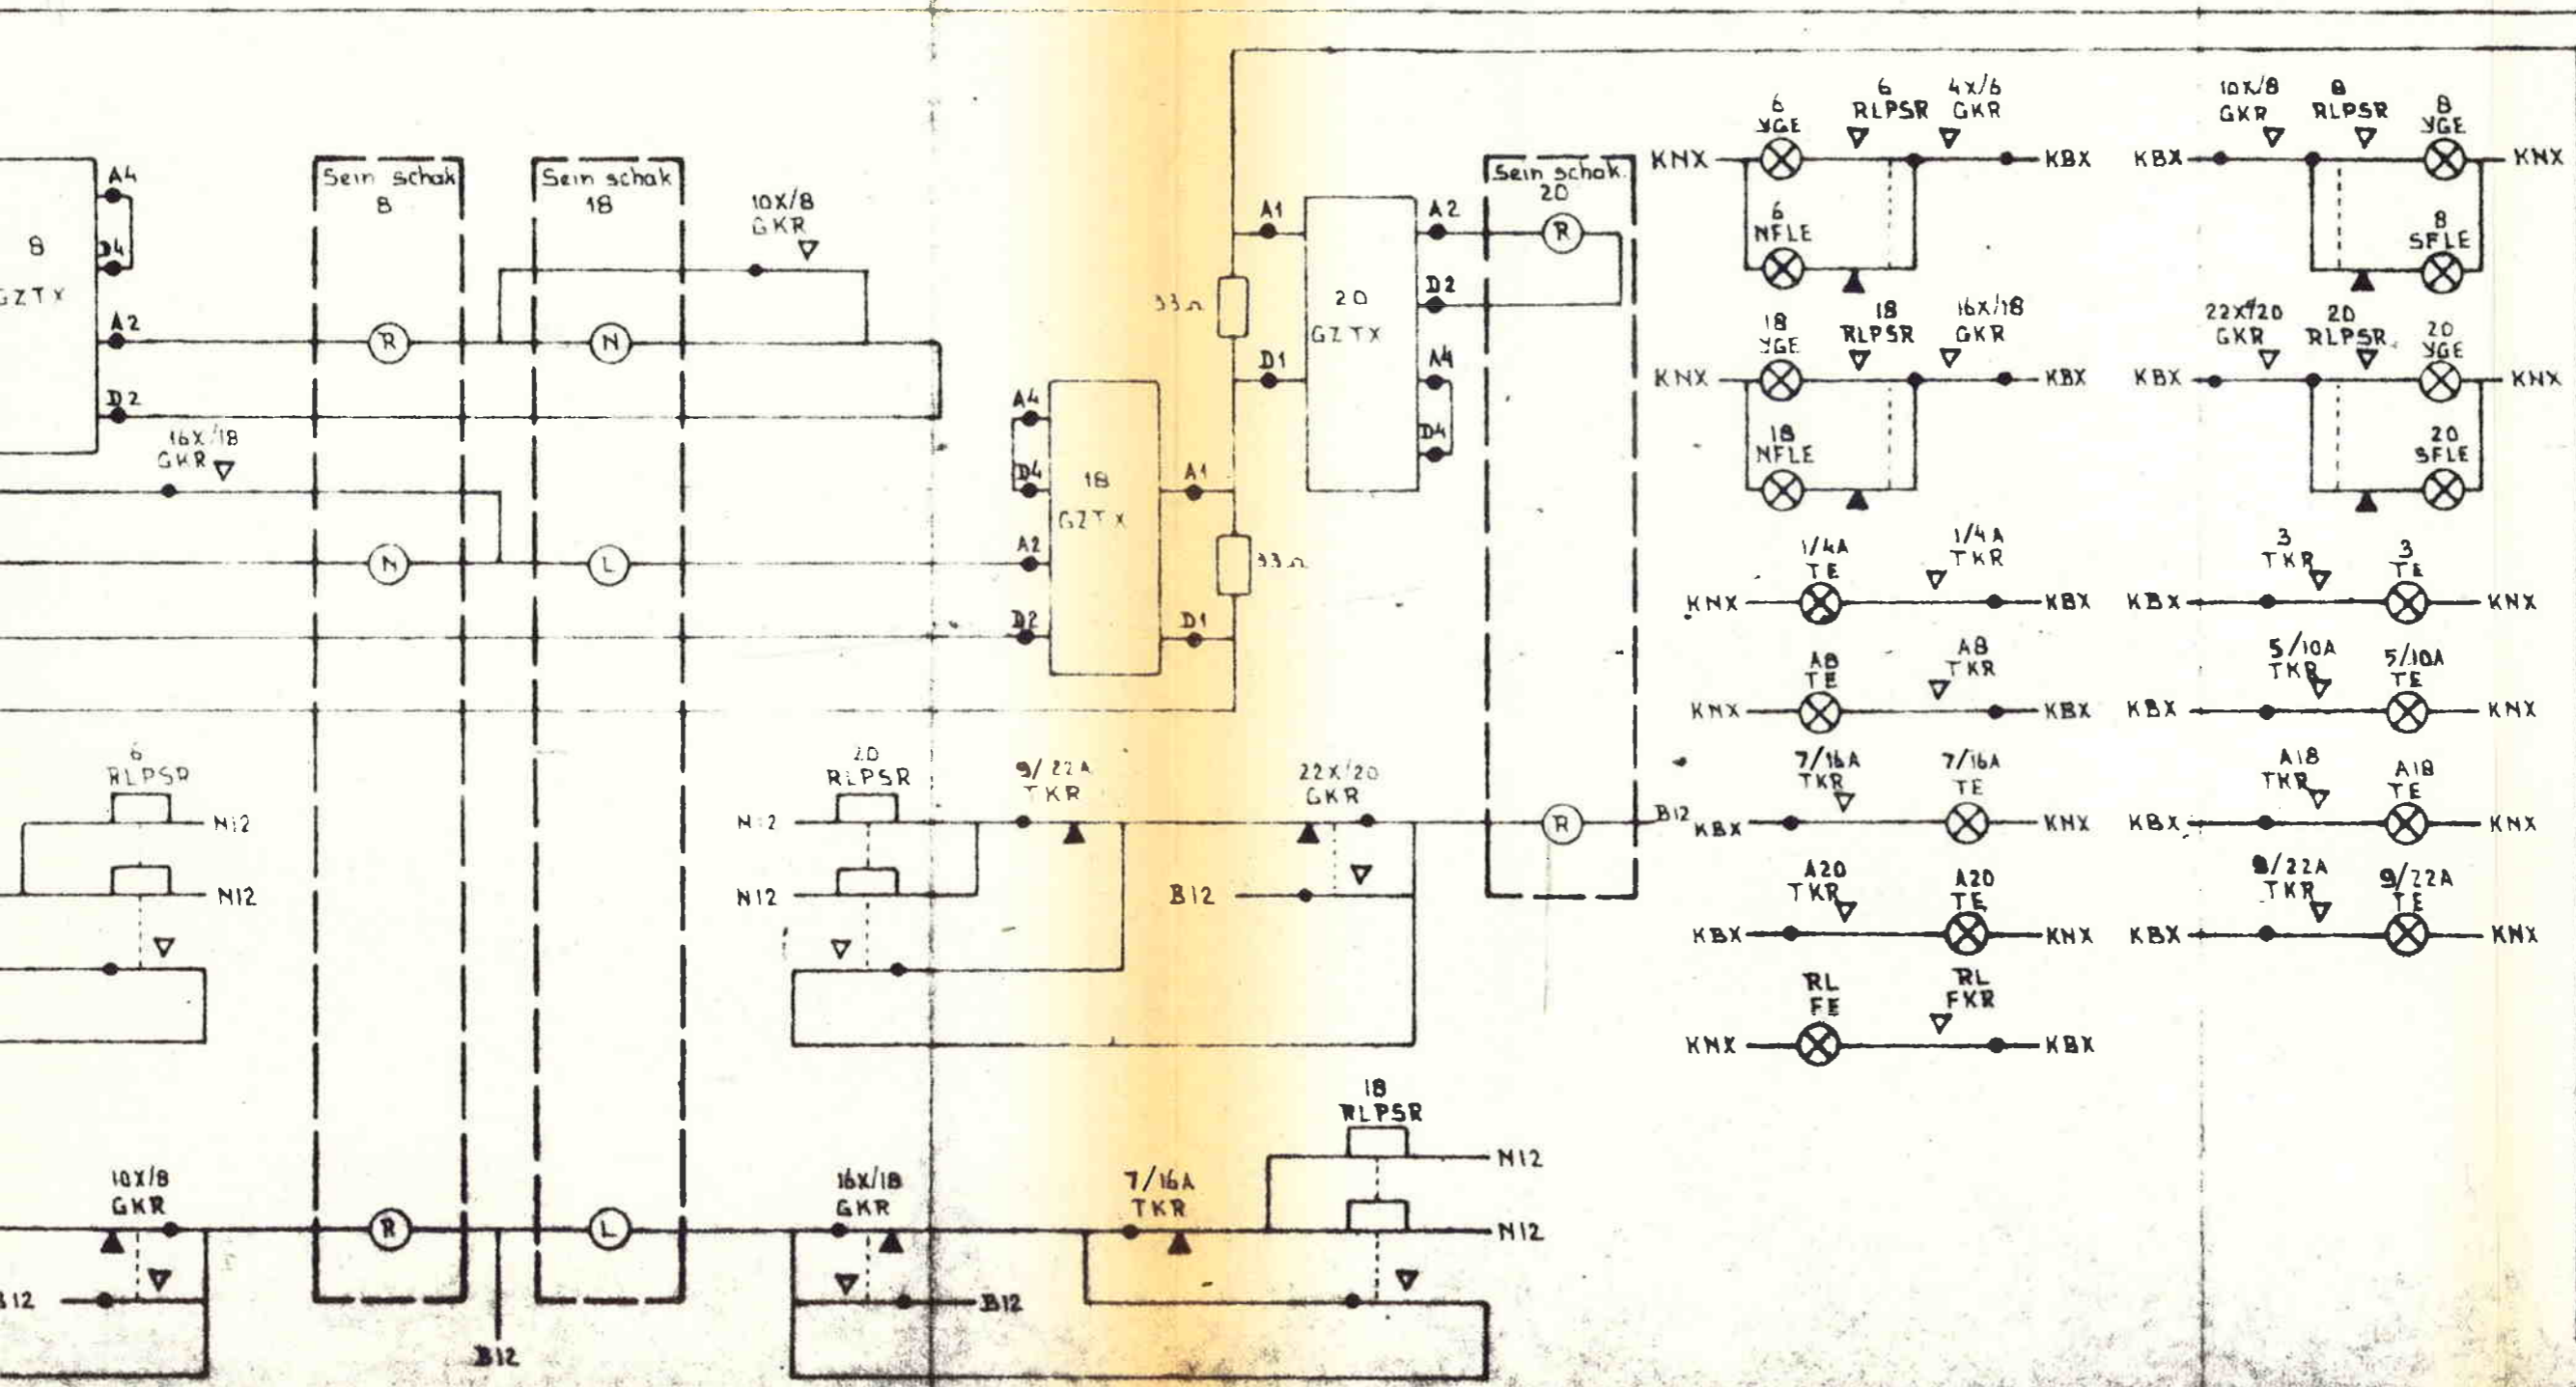 8
GZTX
A4
D4
A2
D2
Sein schak
8
R
N
R
Sein schak
18
N
L
L
10X/8
GKR
16X/18
GKR
A4
D4
A2
D2
18
GZTX
A1
D1
33Ω
33Ω
A1
D1
20
GZTX
A2
D2
A4
D4
Sein schak.
20
R
R
B12
6
RLPSR
N12
N12
20
RLPSR
N12
N12
9/22A
TKR
22X/20
GKR
B12
10X/8
GKR
B12
B12
16X/18
GKR
B12
7/16A
TKR
18
RLPSR
N12
N12
KNX
6
YGE
6
RLPSR
4X/6
GKR
KBX
6
NFLE
KBX
10X/8
GKR
8
RLPSR
8
YGE
KNX
8
SFLE
KNX
18
YGE
18
RLPSR
16X/18
GKR
KBX
18
NFLE
KBX
22X/20
GKR
20
RLPSR
20
YGE
KNX
20
SFLE
KNX
1/4A
TE
1/4A
TKR
KBX
KBX
3
TKR
3
TE
KNX
KNX
A8
TE
A8
TKR
KBX
KBX
5/10A
TKR
5/10A
TE
KNX
KBX
7/16A
TKR
7/16A
TE
KNX
KBX
A18
TKR
A18
TE
KNX
KBX
A20
TKR
A20
TE
KNX
KBX
9/22A
TKR
9/22A
TE
KNX
KNX
RL
FE
RL
FKR
KBX